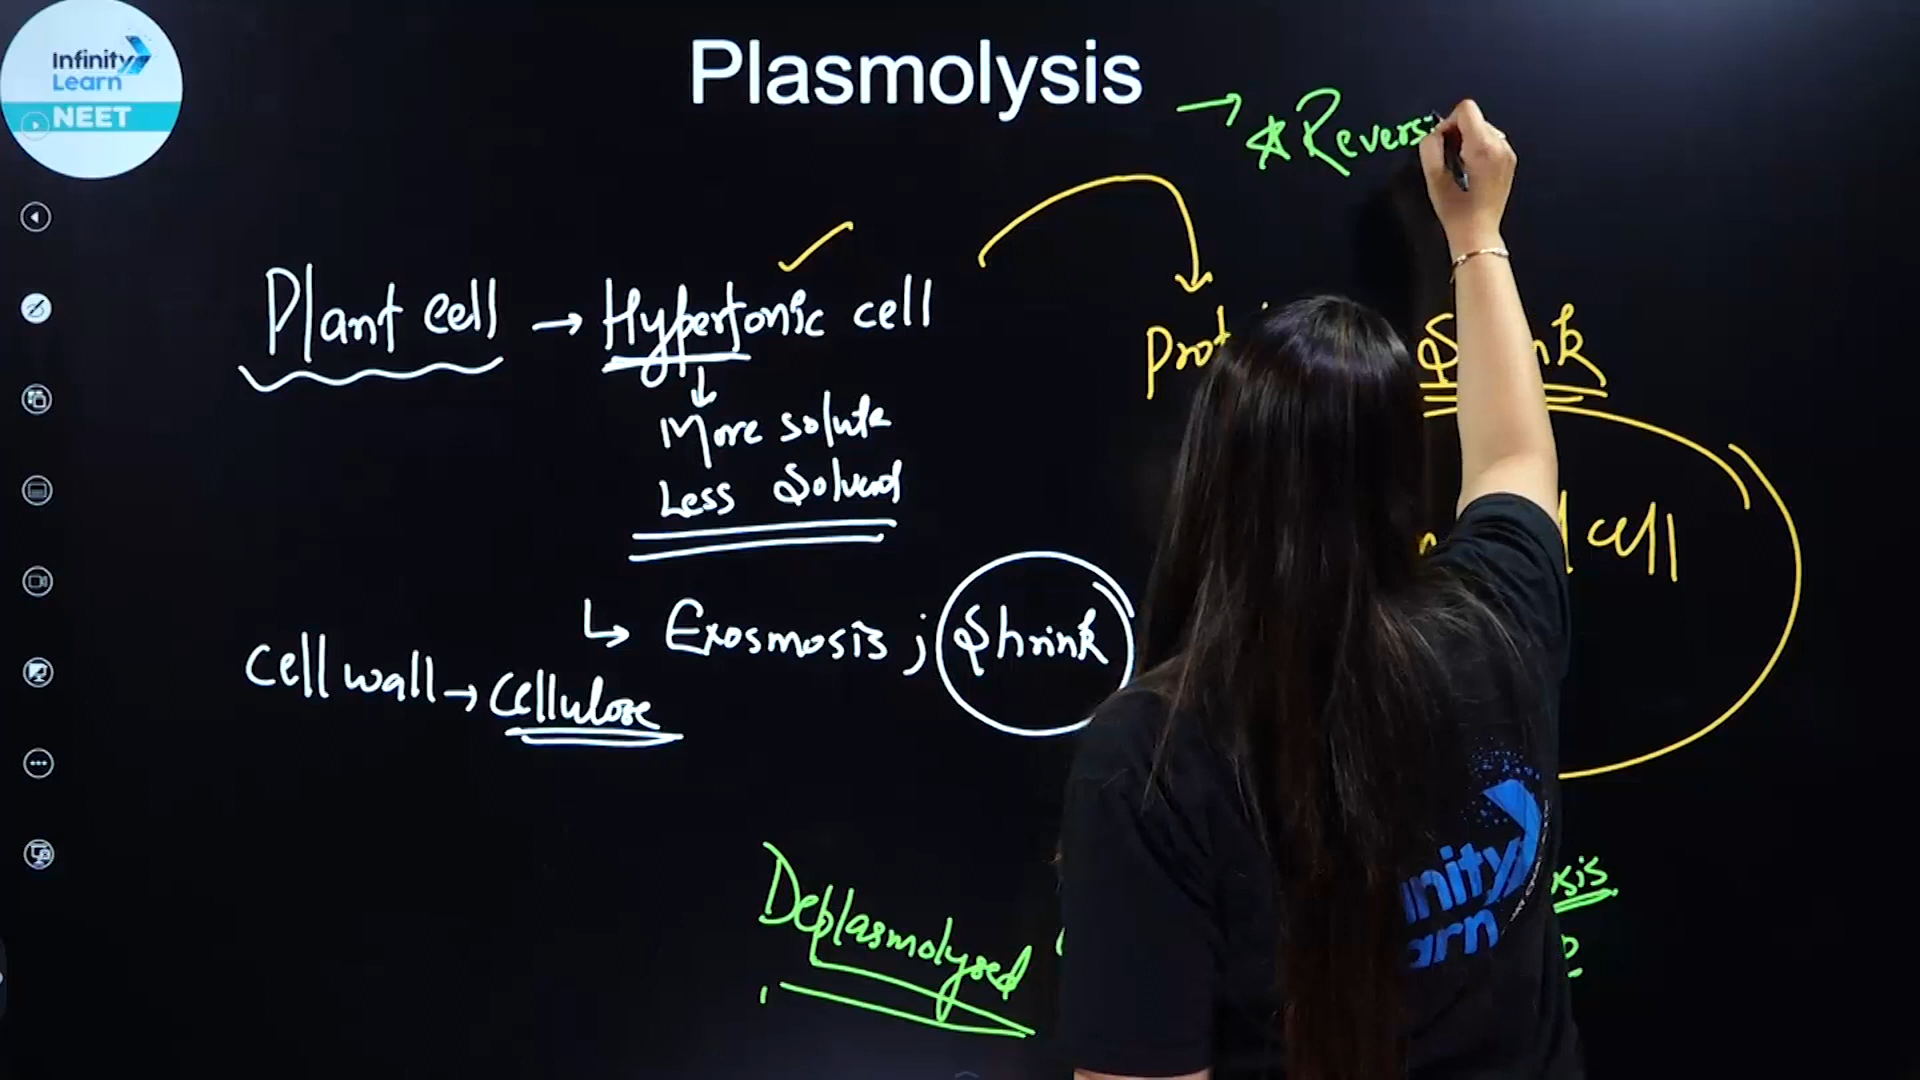 Infinity
Learn
NEET
Plasmolysis
→ * Reversi
Plant cell → Hypertonic cell
More solute
Less Solvent
↳ Exosmosis ; Shrink
Cell wall → Cellulose
cell
Deplasmolysed